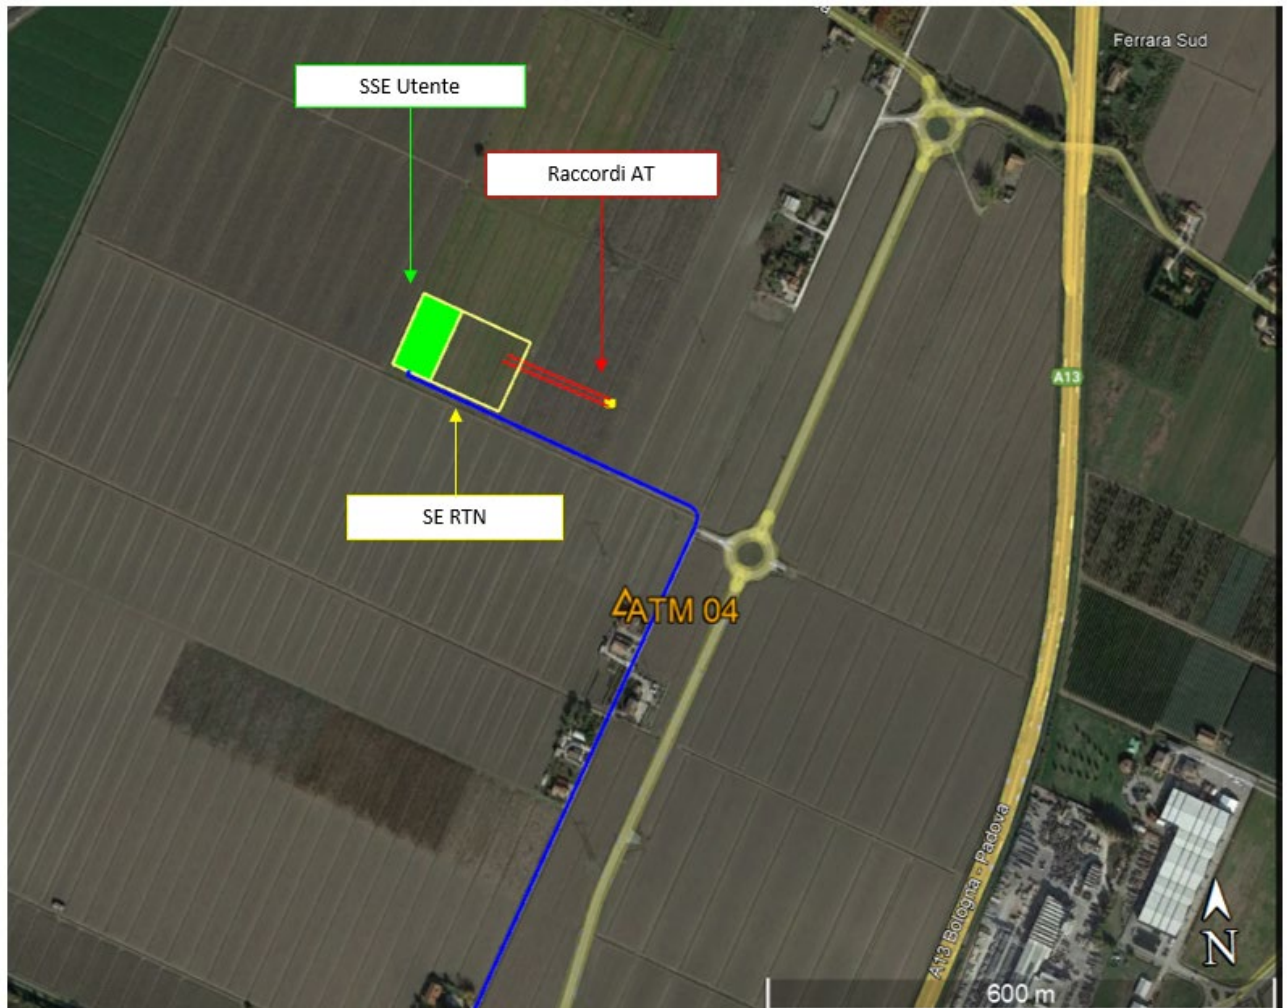 Ferrara Sud
SSE Utente
Raccordi AT
A13
SE RTN
ATM 04
A13 Bologna - Padova
N
600 m